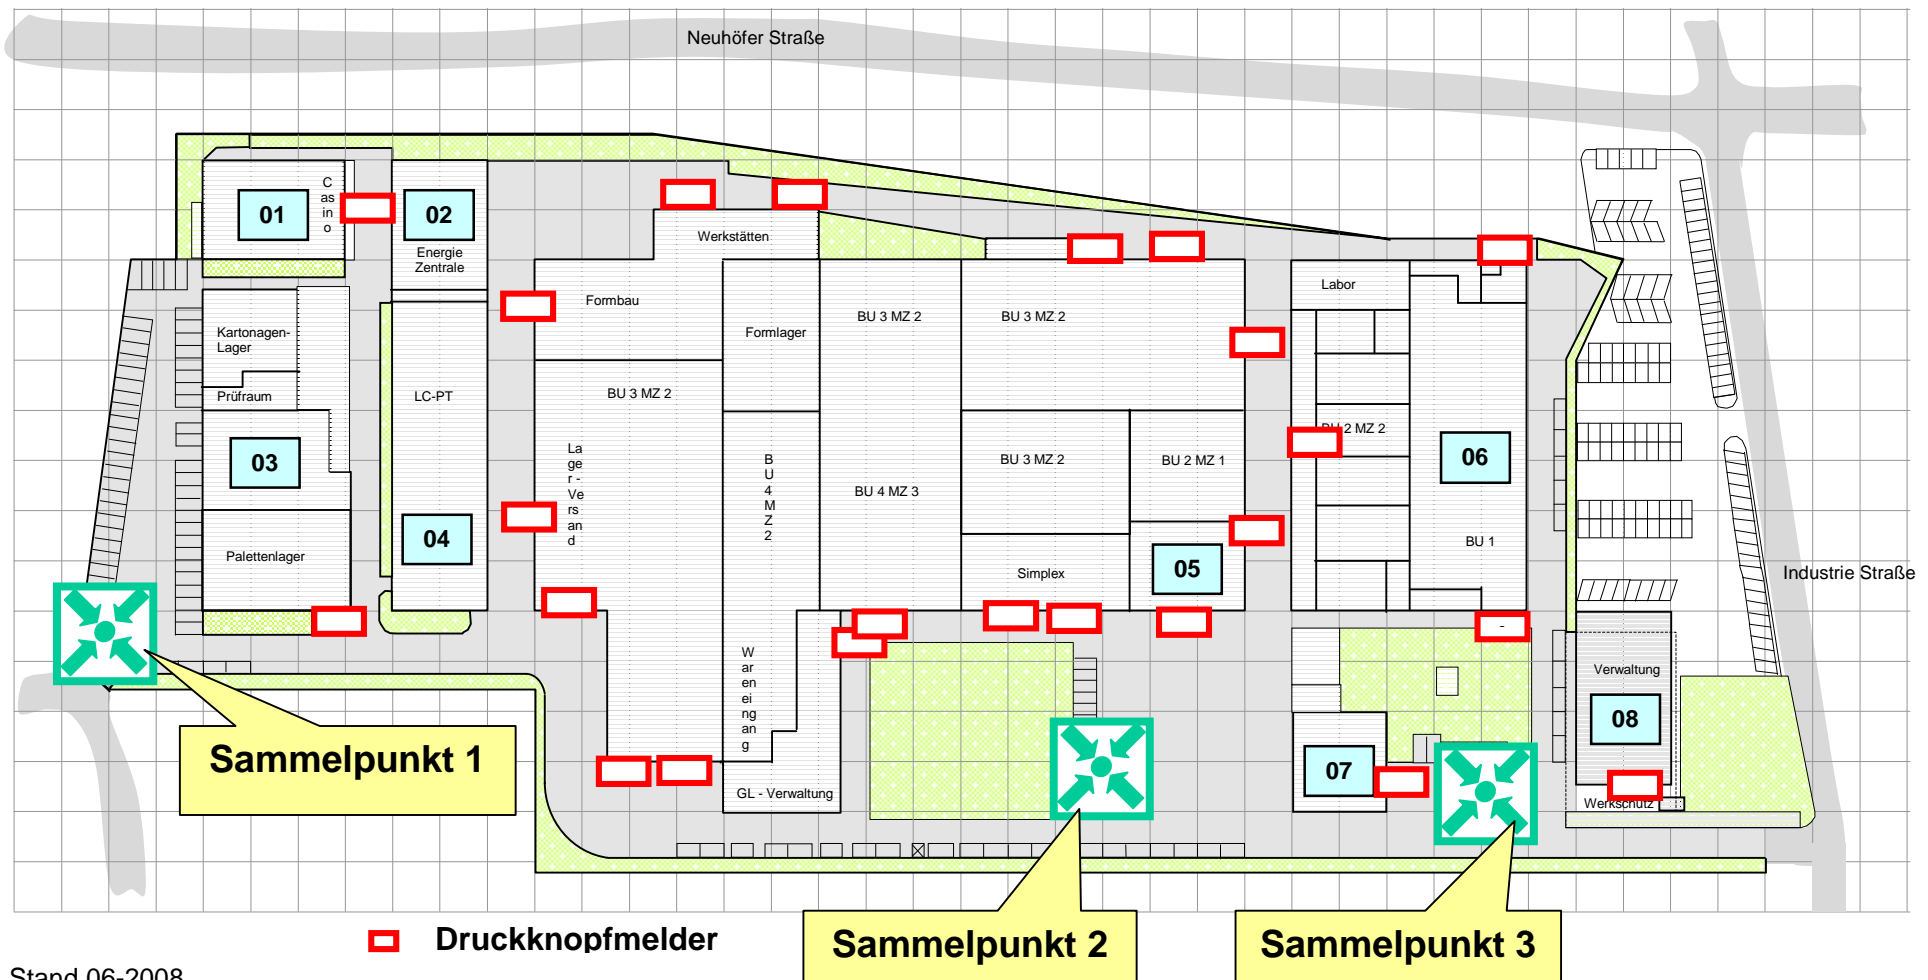 Neuhöfer Straße
01
C
as
in
o
02
Energie
Zentrale
Werkstätten
Formbau
Formlager
BU 3 MZ 2
BU 3 MZ 2
Labor
Kartonagen-
Lager
Prüfraum
LC-PT
BU 3 MZ 2
BU 2 MZ 2
03
La
ge
r -
Ve
rs
an
d
B
U
4
M
Z
2
BU 4 MZ 3
BU 3 MZ 2
BU 2 MZ 1
06
04
BU 1
Palettenlager
Simplex
05
Industrie Straße
-
W
ar
en
ei
ng
an
g
Verwaltung
08
Sammelpunkt 1
07
GL - Verwaltung
Werkschutz
Druckknopfmelder
Sammelpunkt 2
Sammelpunkt 3
Stand 06-2008